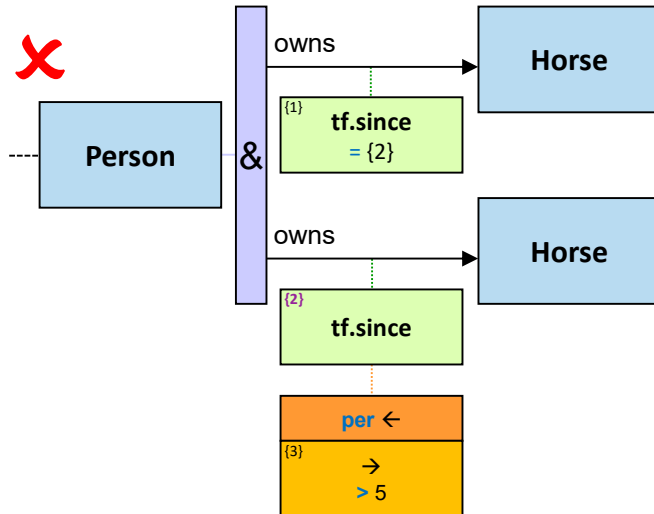 owns
Horse
{1}
tf.since
= {2}
Person
&
owns
Horse
{2}
tf.since
per ←
{3}
→
> 5